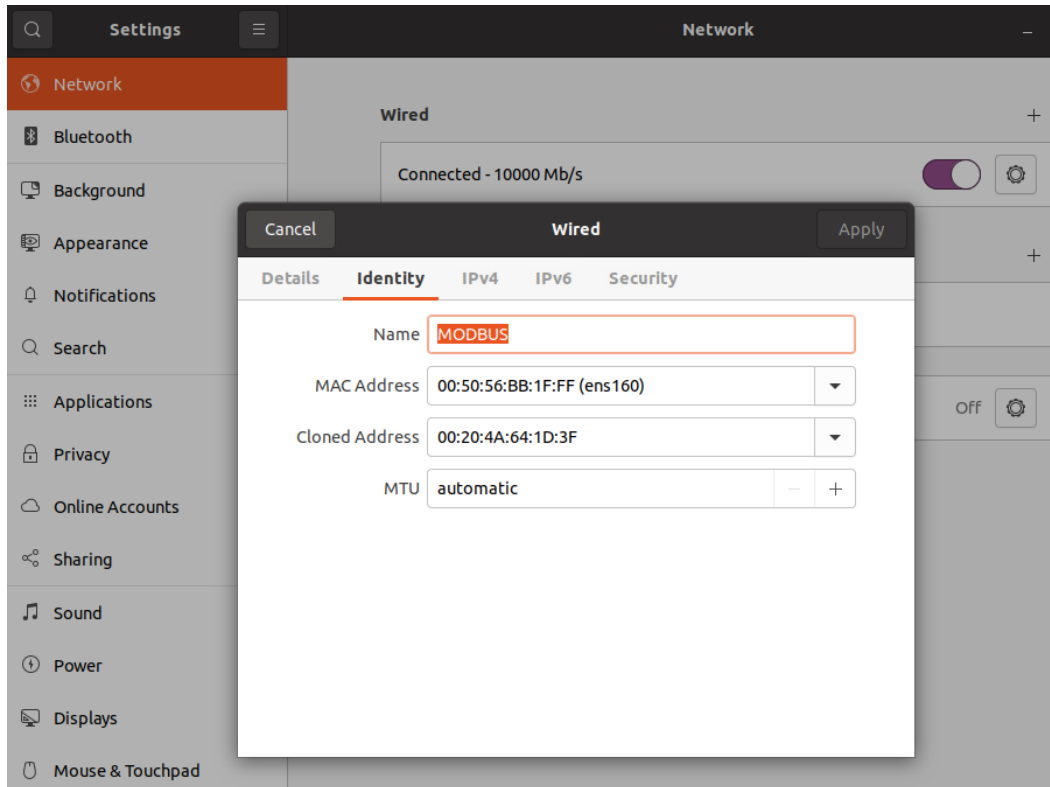 Settings
Network
Network
Bluetooth
Background
Appearance
Notifications
Search
Applications
Privacy
Online Accounts
Sharing
Sound
Power
Displays
Mouse & Touchpad
Wired
Connected - 10000 Mb/s
Off
Cancel
Wired
Apply
Details Identity IPv4 IPv6 Security
Name MODBUS
MAC Address 00:50:56:BB:1F:FF (ens160)
Cloned Address 00:20:4A:64:1D:3F
MTU automatic